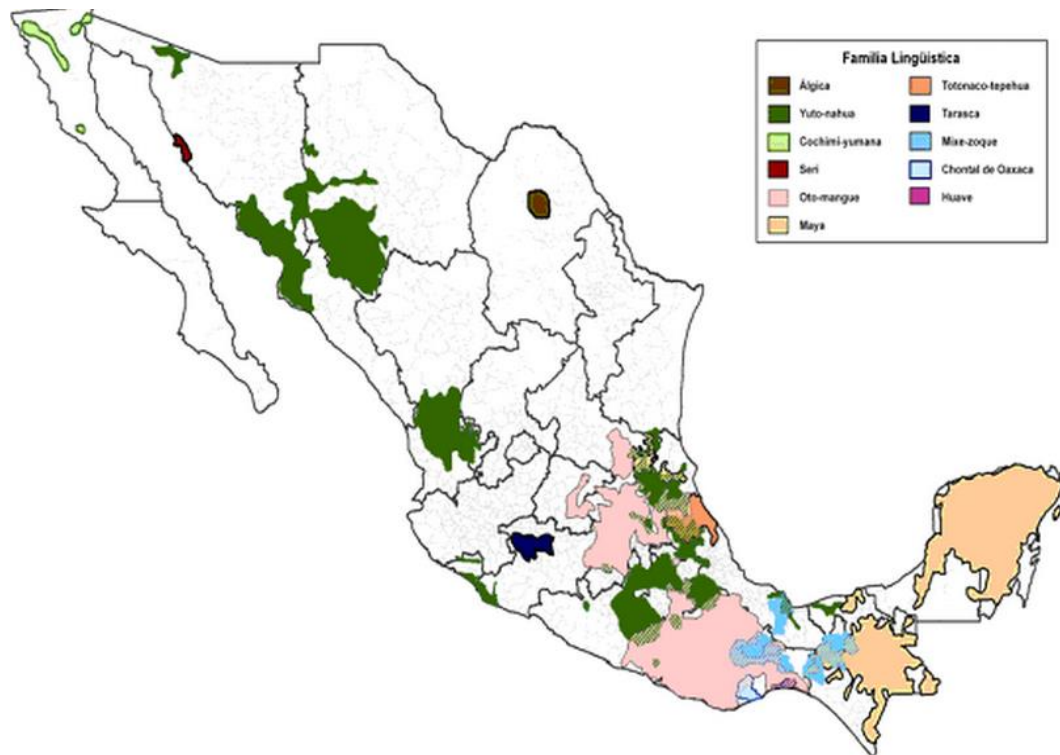 Familia Lingüística
Álgica
Yuto-nahua
Cochimí-yumana
Seri
Oto-mangue
Maya
Totonaco-tepehua
Tarasca
Mixe-zoque
Chontal de Oaxaca
Huave